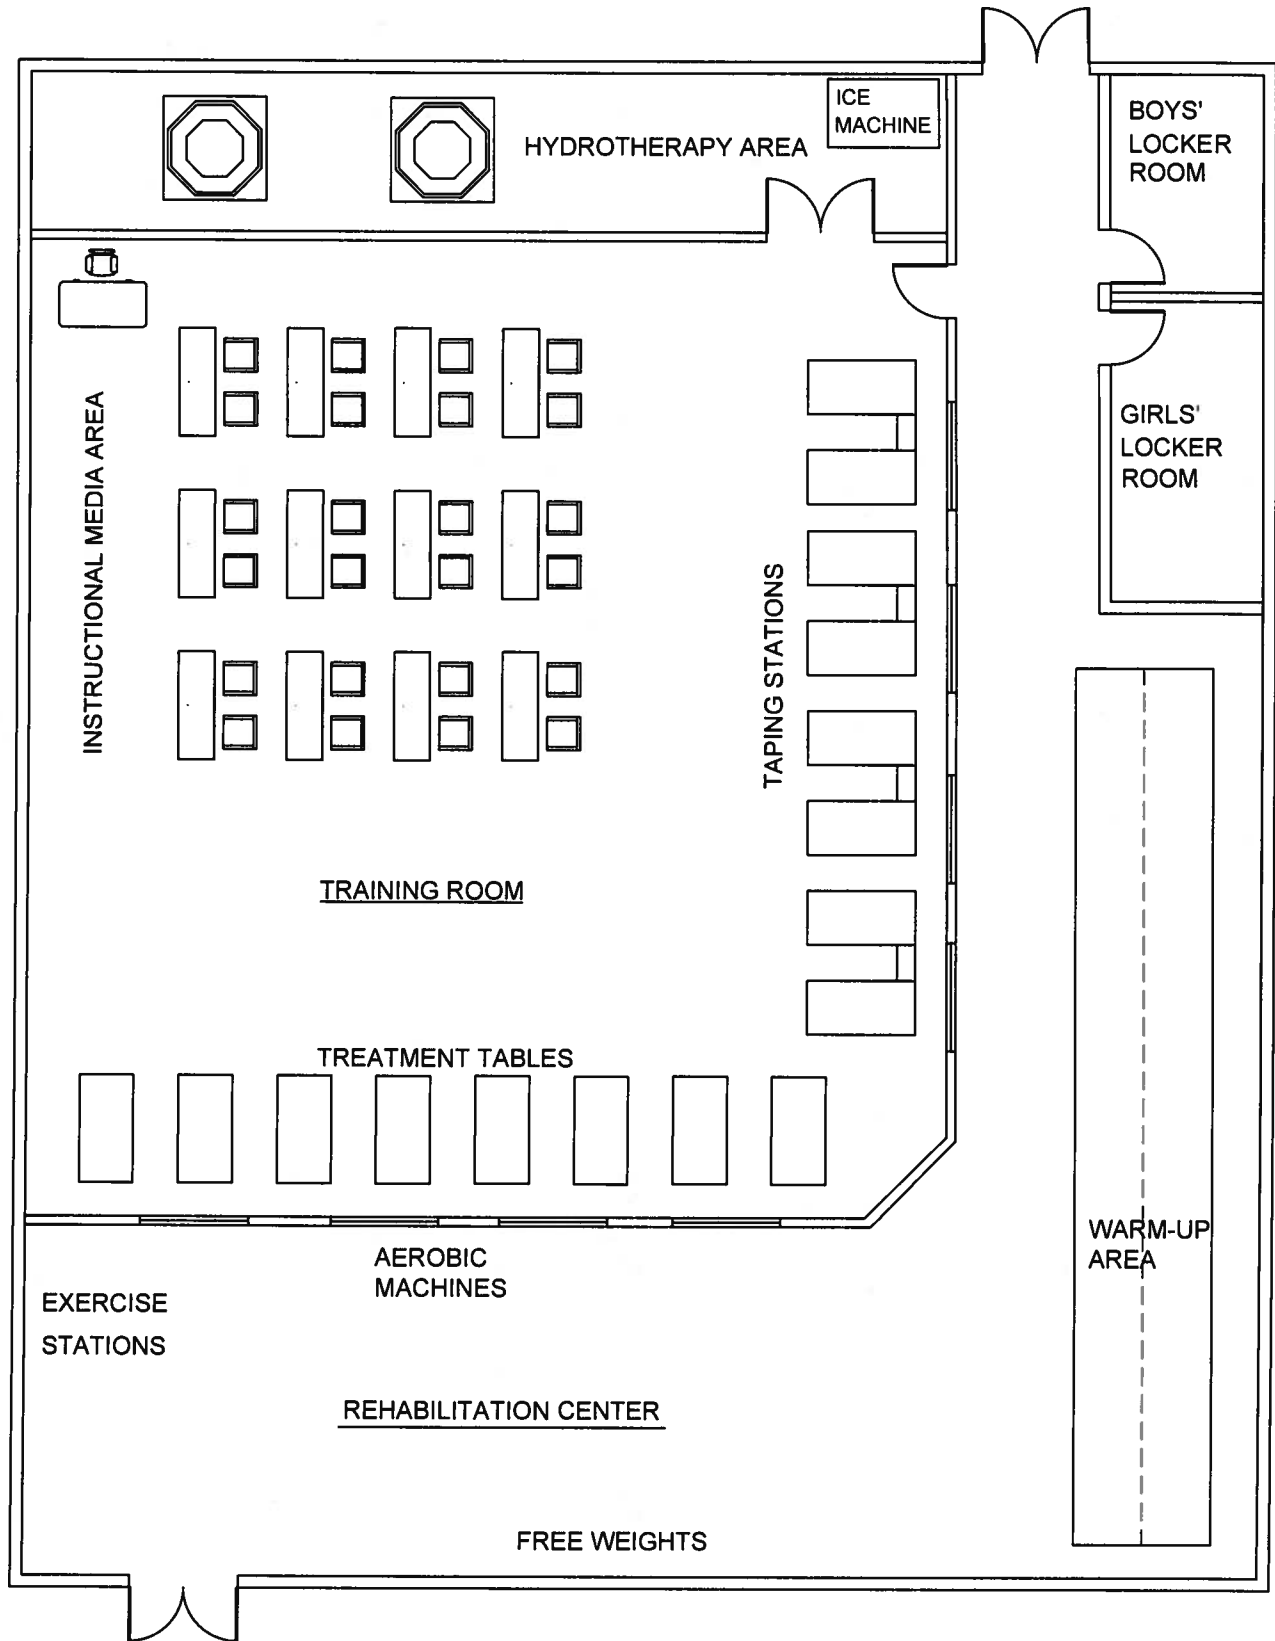 ICE
MACHINE
HYDROTHERAPY AREA
BOYS'
LOCKER
ROOM
INSTRUCTIONAL MEDIA AREA
GIRLS'
LOCKER
ROOM
TAPING STATIONS
TRAINING ROOM
TREATMENT TABLES
WARM-UP
AREA
AEROBIC
MACHINES
EXERCISE
STATIONS
REHABILITATION CENTER
FREE WEIGHTS